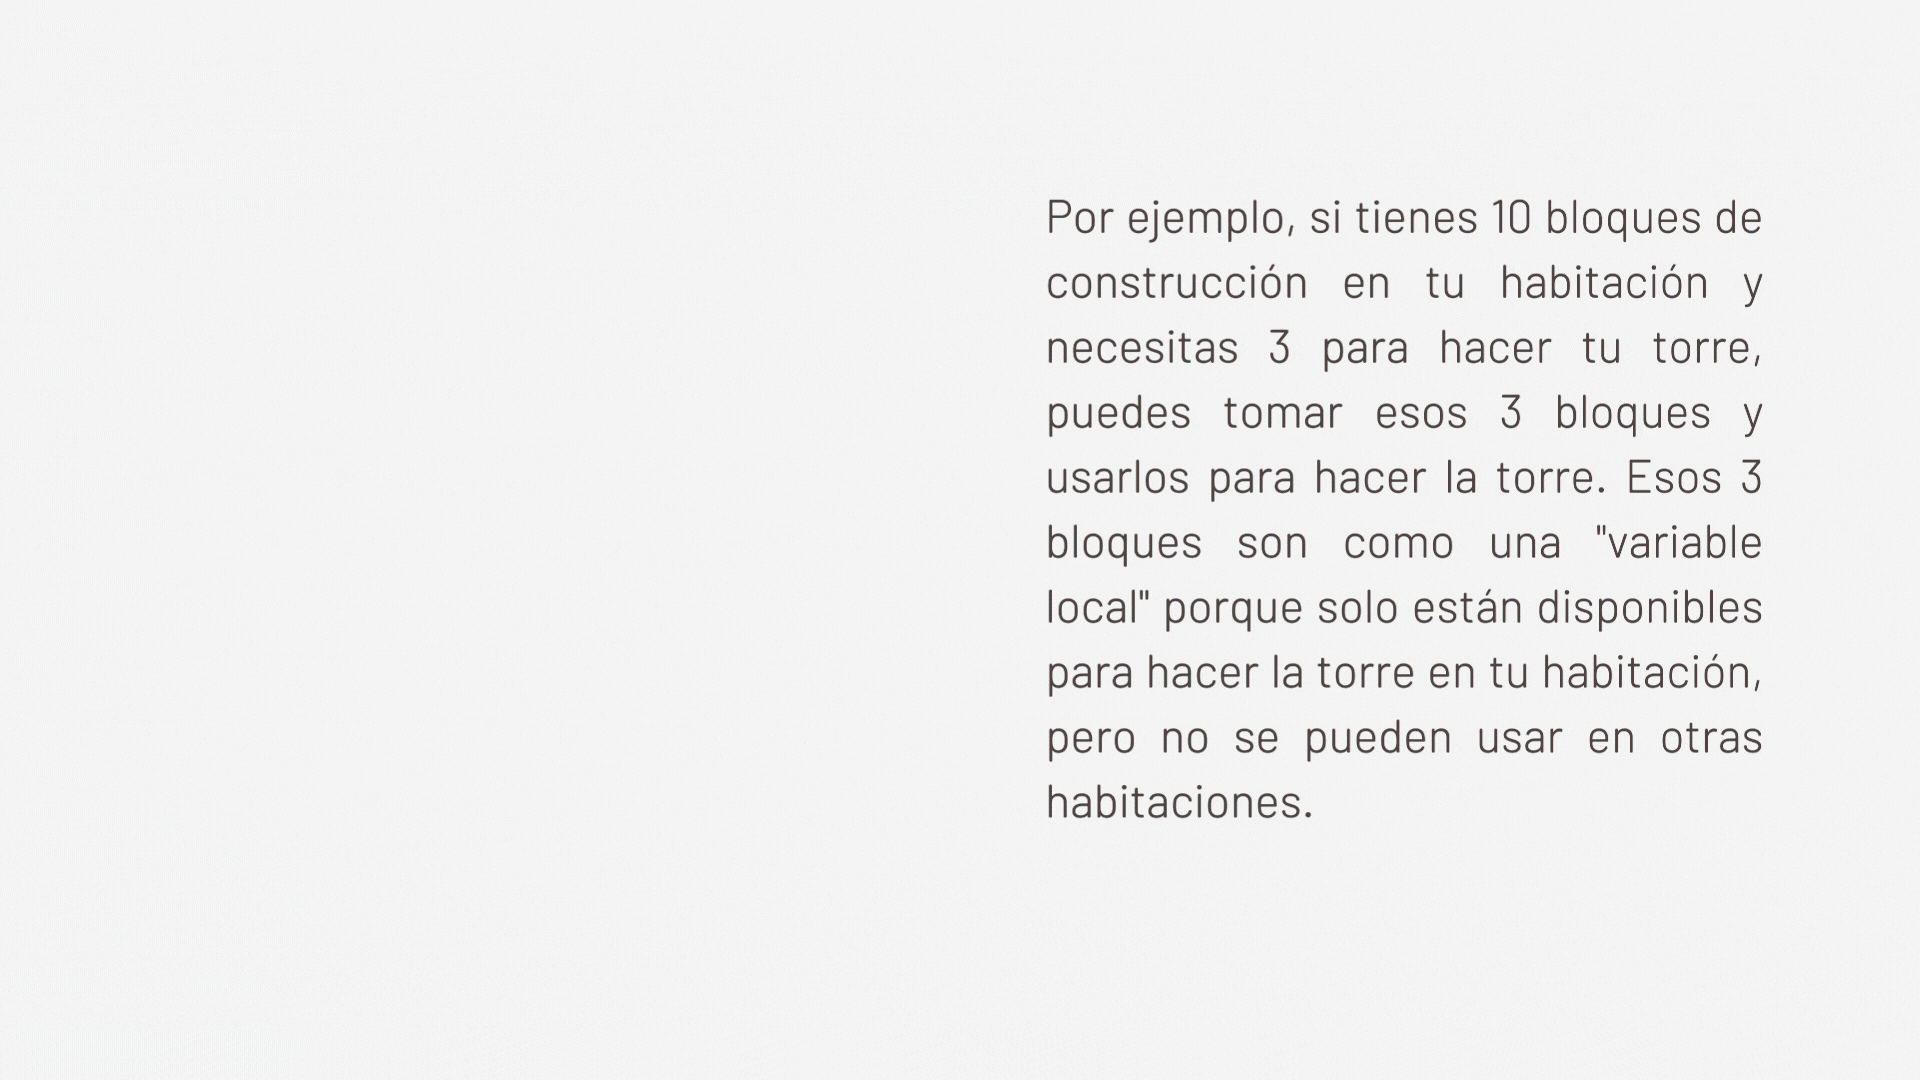 Por ejemplo, si tienes 10 bloques de
construcción en tu habitación y
necesitas 3 para hacer tu torre,
puedes tomar esos 3 bloques y
usarlos para hacer la torre. Esos 3
bloques son como una "variable
local" porque solo están disponibles
para hacer la torre en tu habitación,
pero no se pueden usar en otras
habitaciones.